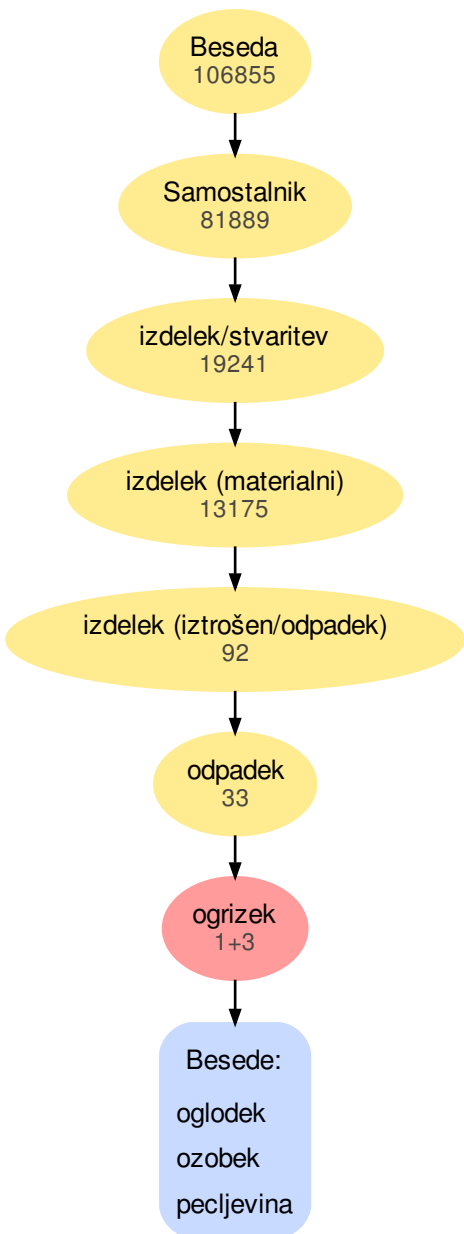 Beseda
106855
Samostalnik
81889
izdelek/stvaritev
19241
izdelek (materialni)
13175
izdelek (iztrošen/odpadek)
92
odpadek
33
ogrizek
1+3
Besede:
oglodek
ozobek
pecljevina